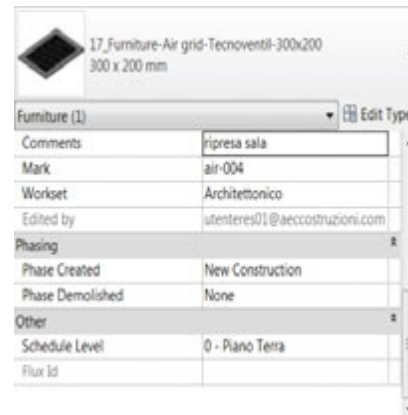 17_Furniture-Air grid-Tecnoventil-300x200
300 x 200 mm
Furniture (1) Edit Type
Comments ripresa sala
Mark air-004
Workset Architettonico
Edited by utenteres01@aeccostruzioni.com
Phasing
Phase Created New Construction
Phase Demolished None
Other
Schedule Level 0 - Piano Terra
Flux Id